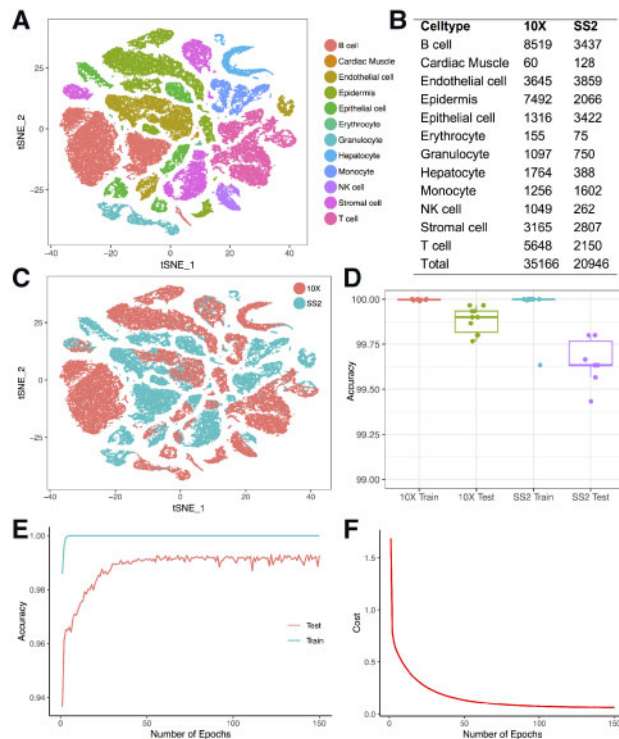 A
tSNE_2
25
0
-25
-40
-20
0
20
40
tSNE_1
B cell
Cardiac Muscle
Endothelial cell
Epidermis
Epithelial cell
Erythrocyte
Granulocyte
Hepatocyte
Monocyte
NK cell
Stromal cell
T cell
B
Celltype 10X SS2
B cell 8519 3437
Cardiac Muscle 60 128
Endothelial cell 3645 3859
Epidermis 7492 2066
Epithelial cell 1316 3422
Erythrocyte 155 75
Granulocyte 1097 750
Hepatocyte 1764 388
Monocyte 1256 1602
NK cell 1049 262
Stromal cell 3165 2807
T cell 5648 2150
Total 35166 20946
C
10X
SS2
tSNE_2
25
0
-25
-40
-20
0
20
40
tSNE_1
D
Accuracy
100.00
99.75
99.50
99.25
99.00
10X Train
10X Test
SS2 Train
SS2 Test
E
Accuracy
1.00
0.98
0.96
0.94
Test
Train
0
50
100
150
Number of Epochs
F
Cost
1.5
1.0
0.5
0.0
0
50
100
150
Number of Epochs